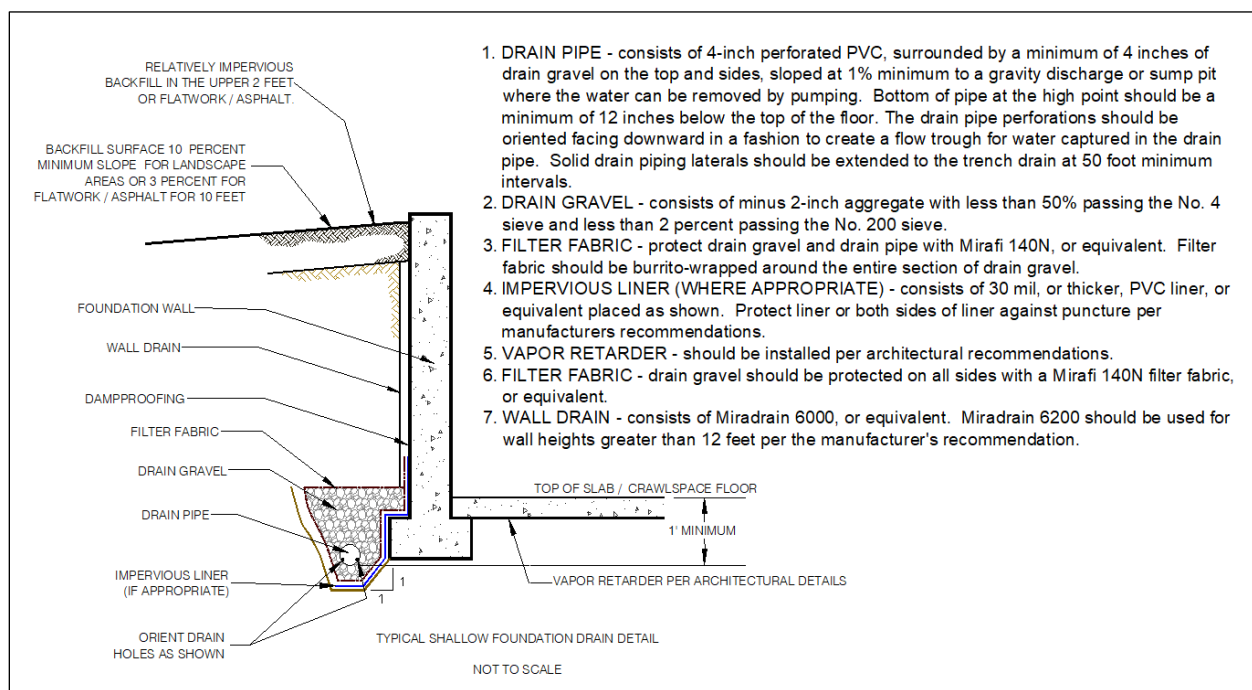 RELATIVELY IMPERVIOUS
BACKFILL IN THE UPPER 2 FEET
OR FLATWORK / ASPHALT.
BACKFILL SURFACE 10 PERCENT
MINIMUM SLOPE FOR LANDSCAPE
AREAS OR 3 PERCENT FOR
FLATWORK / ASPHALT FOR 10 FEET
FOUNDATION WALL
WALL DRAIN
DAMPPROOFING
FILTER FABRIC
DRAIN GRAVEL
DRAIN PIPE
IMPERVIOUS LINER
(IF APPROPRIATE)
ORIENT DRAIN
HOLES AS SHOWN
1
1
TOP OF SLAB / CRAWLSPACE FLOOR
1' MINIMUM
VAPOR RETARDER PER ARCHITECTURAL DETAILS
TYPICAL SHALLOW FOUNDATION DRAIN DETAIL
NOT TO SCALE
1. DRAIN PIPE - consists of 4-inch perforated PVC, surrounded by a minimum of 4 inches of
drain gravel on the top and sides, sloped at 1% minimum to a gravity discharge or sump pit
where the water can be removed by pumping. Bottom of pipe at the high point should be a
minimum of 12 inches below the top of the floor. The drain pipe perforations should be
oriented facing downward in a fashion to create a flow trough for water captured in the drain
pipe. Solid drain piping laterals should be extended to the trench drain at 50 foot minimum
intervals.
2. DRAIN GRAVEL - consists of minus 2-inch aggregate with less than 50% passing the No. 4
sieve and less than 2 percent passing the No. 200 sieve.
3. FILTER FABRIC - protect drain gravel and drain pipe with Mirafi 140N, or equivalent. Filter
fabric should be burrito-wrapped around the entire section of drain gravel.
4. IMPERVIOUS LINER (WHERE APPROPRIATE) - consists of 30 mil, or thicker, PVC liner, or
equivalent placed as shown. Protect liner or both sides of liner against puncture per
manufacturers recommendations.
5. VAPOR RETARDER - should be installed per architectural recommendations.
6. FILTER FABRIC - drain gravel should be protected on all sides with a Mirafi 140N filter fabric,
or equivalent.
7. WALL DRAIN - consists of Miradrain 6000, or equivalent. Miradrain 6200 should be used for
wall heights greater than 12 feet per the manufacturer's recommendation.